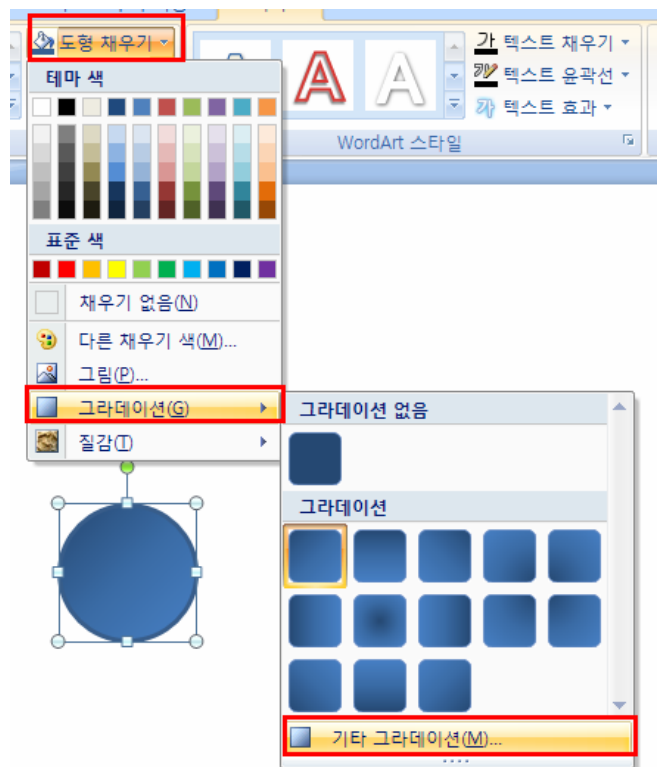 도형 채우기
가 텍스트 채우기
가 텍스트 윤곽선
가 텍스트 효과
A A A
WordArt 스타일
테마 색
표준 색
채우기 없음(N)
다른 채우기 색(M)...
그림(P)...
그라데이션(G)
질감(T)
그라데이션 없음
그라데이션
기타 그라데이션(M)...